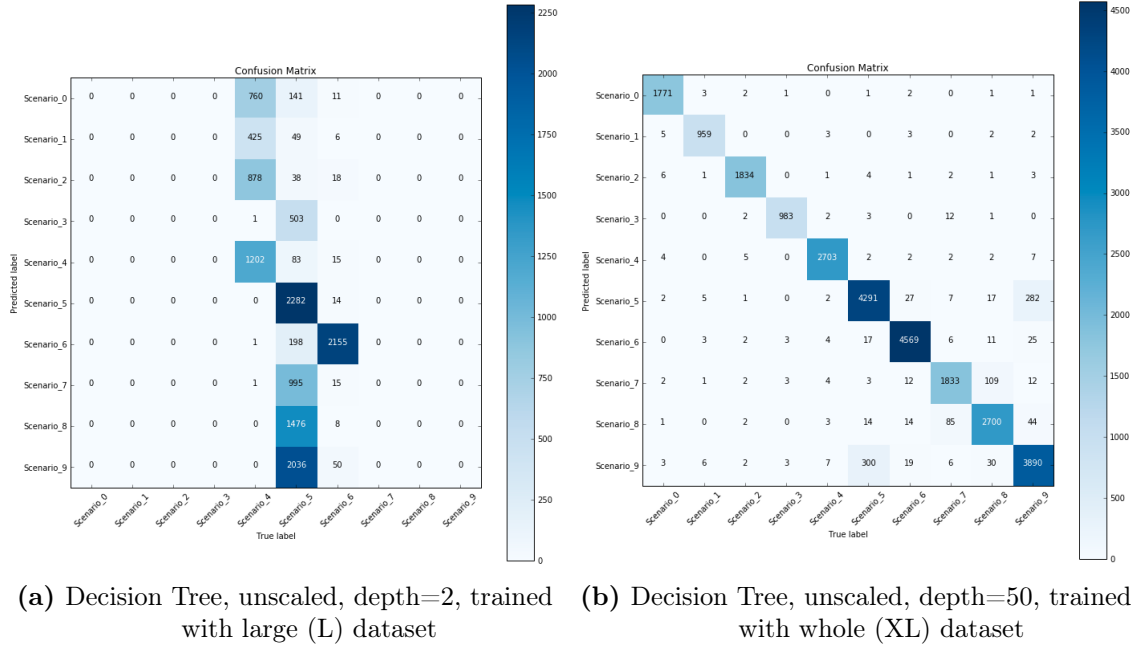 Confusion Matrix
2250
2000
1750
1500
1250
1000
750
500
250
0
Predicted label
Scenario_0 0 0 0 0 760 141 11 0 0 0
Scenario_1 0 0 0 0 425 49 6 0 0 0
Scenario_2 0 0 0 0 878 38 18 0 0 0
Scenario_3 0 0 0 0 1 503 0 0 0 0
Scenario_4 0 0 0 0 1202 83 15 0 0 0
Scenario_5 0 0 0 0 0 2282 14 0 0 0
Scenario_6 0 0 0 0 1 198 2155 0 0 0
Scenario_7 0 0 0 0 1 995 15 0 0 0
Scenario_8 0 0 0 0 0 1476 8 0 0 0
Scenario_9 0 0 0 0 0 2036 50 0 0 0
Scenario_0 Scenario_1 Scenario_2 Scenario_3 Scenario_4 Scenario_5 Scenario_6 Scenario_7 Scenario_8 Scenario_9
True label
(a) Decision Tree, unscaled, depth=2, trained
with large (L) dataset
Confusion Matrix
4500
4000
3500
3000
2500
2000
1500
1000
500
0
Predicted label
Scenario_0 1771 3 2 1 0 1 2 0 1 1
Scenario_1 5 959 0 0 3 0 3 0 2 2
Scenario_2 6 1 1834 0 1 4 1 2 1 3
Scenario_3 0 0 2 983 2 3 0 12 1 0
Scenario_4 4 0 5 0 2703 2 2 2 2 7
Scenario_5 2 5 1 0 2 4291 27 7 17 282
Scenario_6 0 3 2 3 4 17 4569 6 11 25
Scenario_7 2 1 2 3 4 3 12 1833 109 12
Scenario_8 1 0 2 0 3 14 14 85 2700 44
Scenario_9 3 6 2 3 7 300 19 6 30 3890
Scenario_0 Scenario_1 Scenario_2 Scenario_3 Scenario_4 Scenario_5 Scenario_6 Scenario_7 Scenario_8 Scenario_9
True label
(b) Decision Tree, unscaled, depth=50, trained
with whole (XL) dataset